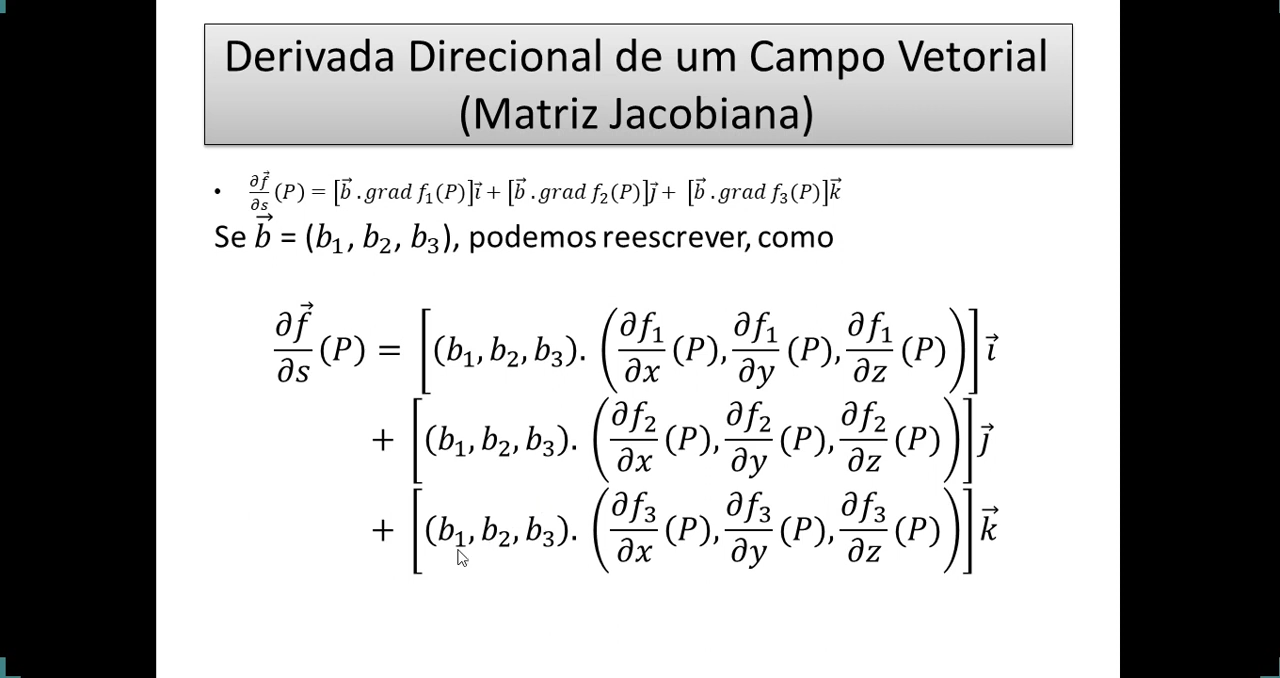 Derivada Direcional de um Campo Vetorial
(Matriz Jacobiana)
• ∂f⃗/∂s (P) = [b⃗ .grad f₁(P)]i⃗ + [b⃗ .grad f₂(P)]j⃗ + [b⃗ .grad f₃(P)]k⃗
Se b⃗ = (b₁, b₂, b₃), podemos reescrever, como
∂f⃗/∂s (P) = [(b₁, b₂, b₃). (∂f₁/∂x (P), ∂f₁/∂y (P), ∂f₁/∂z (P))] i⃗
+ [(b₁, b₂, b₃). (∂f₂/∂x (P), ∂f₂/∂y (P), ∂f₂/∂z (P))] j⃗
+ [(b₁, b₂, b₃). (∂f₃/∂x (P), ∂f₃/∂y (P), ∂f₃/∂z (P))] k⃗